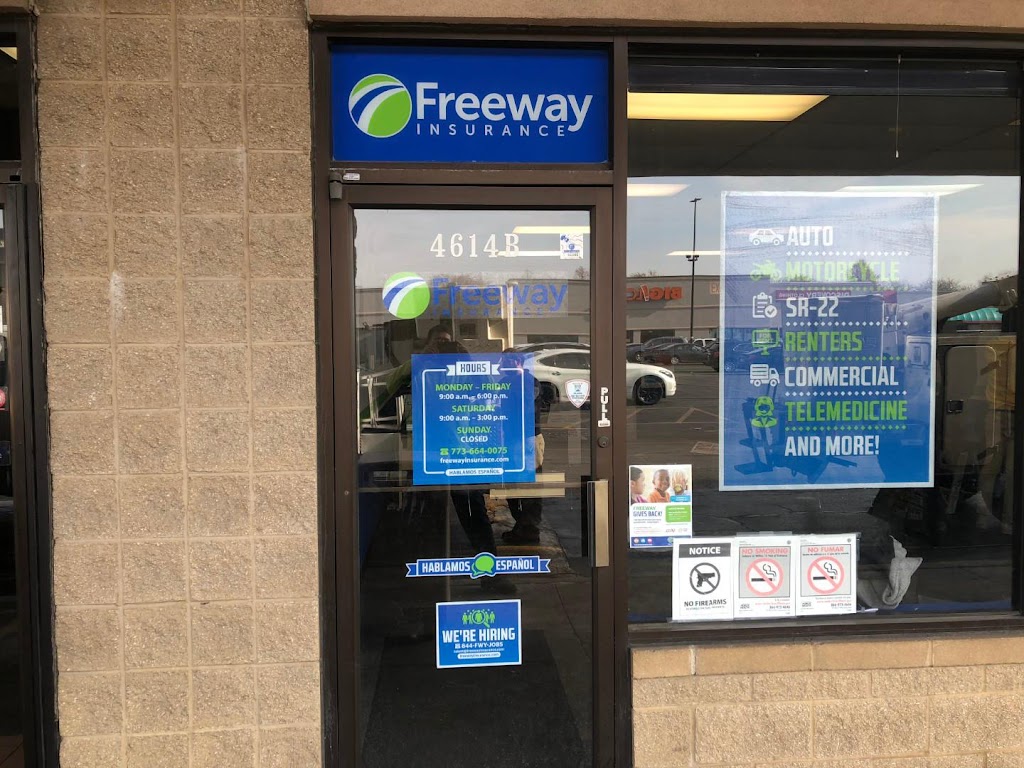 Freeway
INSURANCE
4614B
Freeway
INSURANCE
HOURS
MONDAY – FRIDAY
9:00 a.m. – 6:00 p.m.
SATURDAY
9:00 a.m. – 3:00 p.m.
SUNDAY
CLOSED
773-664-0075
freewayinsurance.com
HABLAMOS ESPAÑOL
PULL
HABLAMOS ESPAÑOL
WE'RE HIRING
844-FWY-JOBS
AUTO
MOTORCYCLE
SR-22
RENTERS
COMMERCIAL
TELEMEDICINE
AND MORE!
FREEWAY
GIVES BACK!
NOTICE
NO FIREARMS
NO SMOKING
NO FUMAR